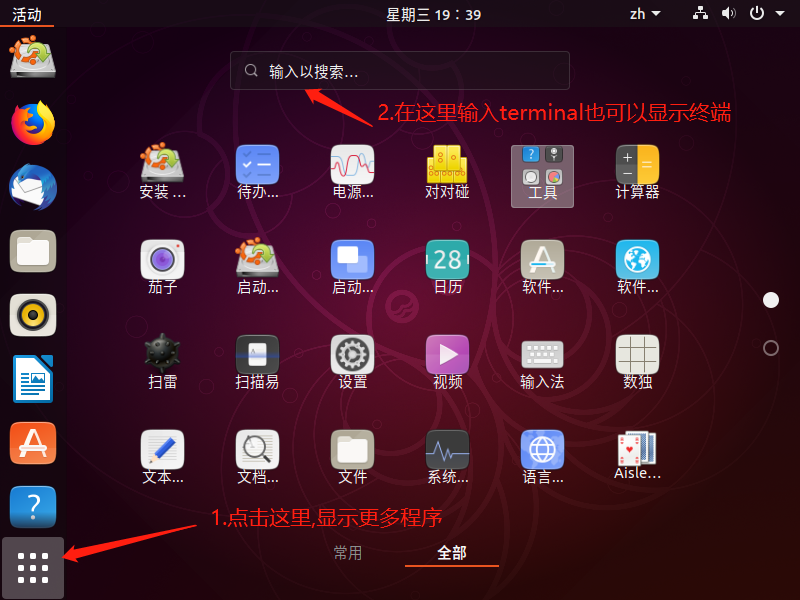 活动
星期三 19：39
zh
输入以搜索...
2.在这里输入terminal也可以显示终端
安装 ...
待办...
电源...
对对碰
工具
计算器
茄子
启动...
启动...
28
日历
软件...
软件...
扫雷
扫描易
设置
视频
输入法
数独
文本...
文档...
文件
系统...
语言...
Aisle...
1.点击这里,显示更多程序
常用
全部